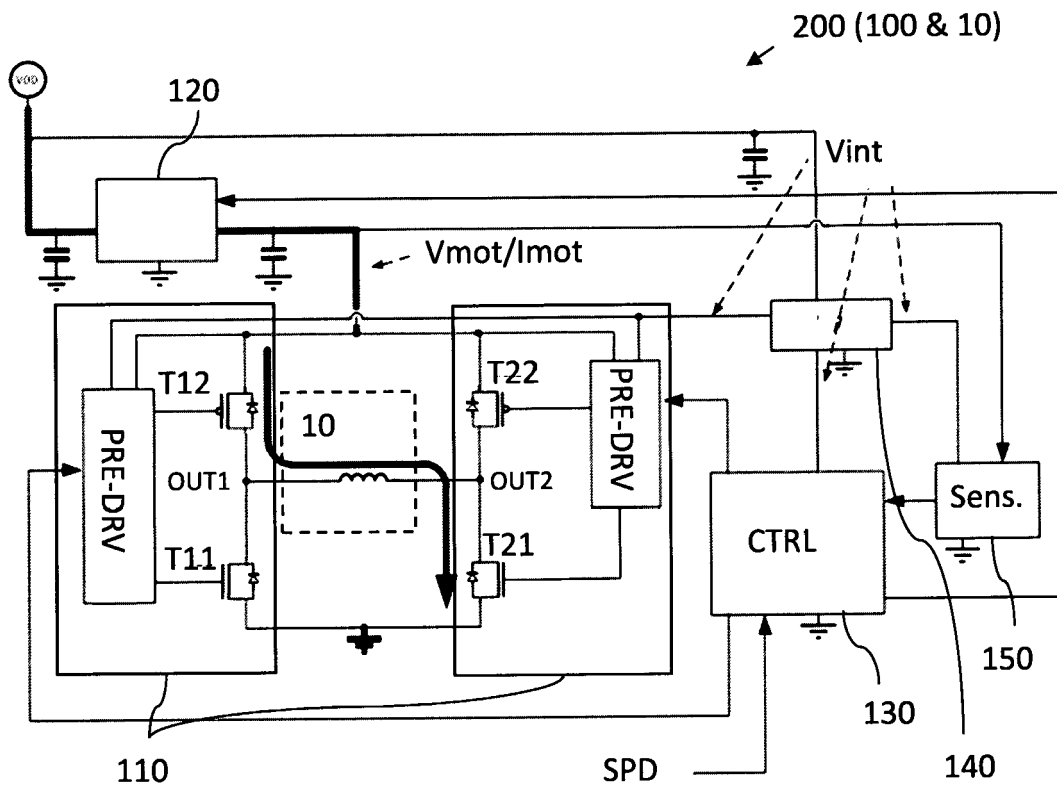 200 (100 & 10)
VDD
120
Vint
Vmot/Imot
T12
T22
10
PRE-DRV
PRE-DRV
OUT1
OUT2
Sens.
CTRL
T11
T21
150
130
110
SPD
140